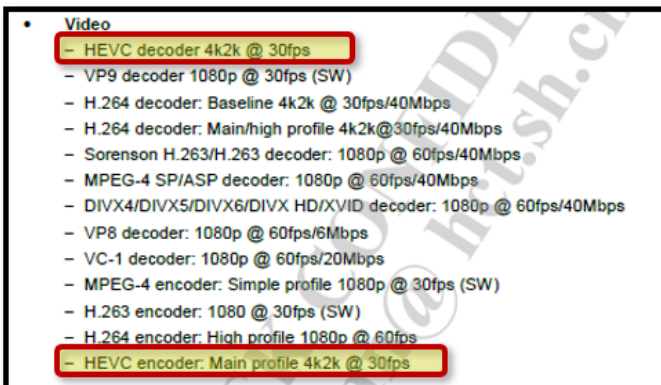 • Video
– HEVC decoder 4k2k @ 30fps
– VP9 decoder 1080p @ 30fps (SW)
– H.264 decoder: Baseline 4k2k @ 30fps/40Mbps
– H.264 decoder: Main/high profile 4k2k@30fps/40Mbps
– Sorenson H.263/H.263 decoder: 1080p @ 60fps/40Mbps
– MPEG-4 SP/ASP decoder: 1080p @ 60fps/40Mbps
– DIVX4/DIVX5/DIVX6/DIVX HD/XVID decoder: 1080p @ 60fps/40Mbps
– VP8 decoder: 1080p @ 60fps/6Mbps
– VC-1 decoder: 1080p @ 60fps/20Mbps
– MPEG-4 encoder: Simple profile 1080p @ 30fps (SW)
– H.263 encoder: 1080 @ 30fps (SW)
– H.264 encoder: High profile 1080p @ 60fps
– HEVC encoder: Main profile 4k2k @ 30fps
K CONFIDE
@hct.sh.c